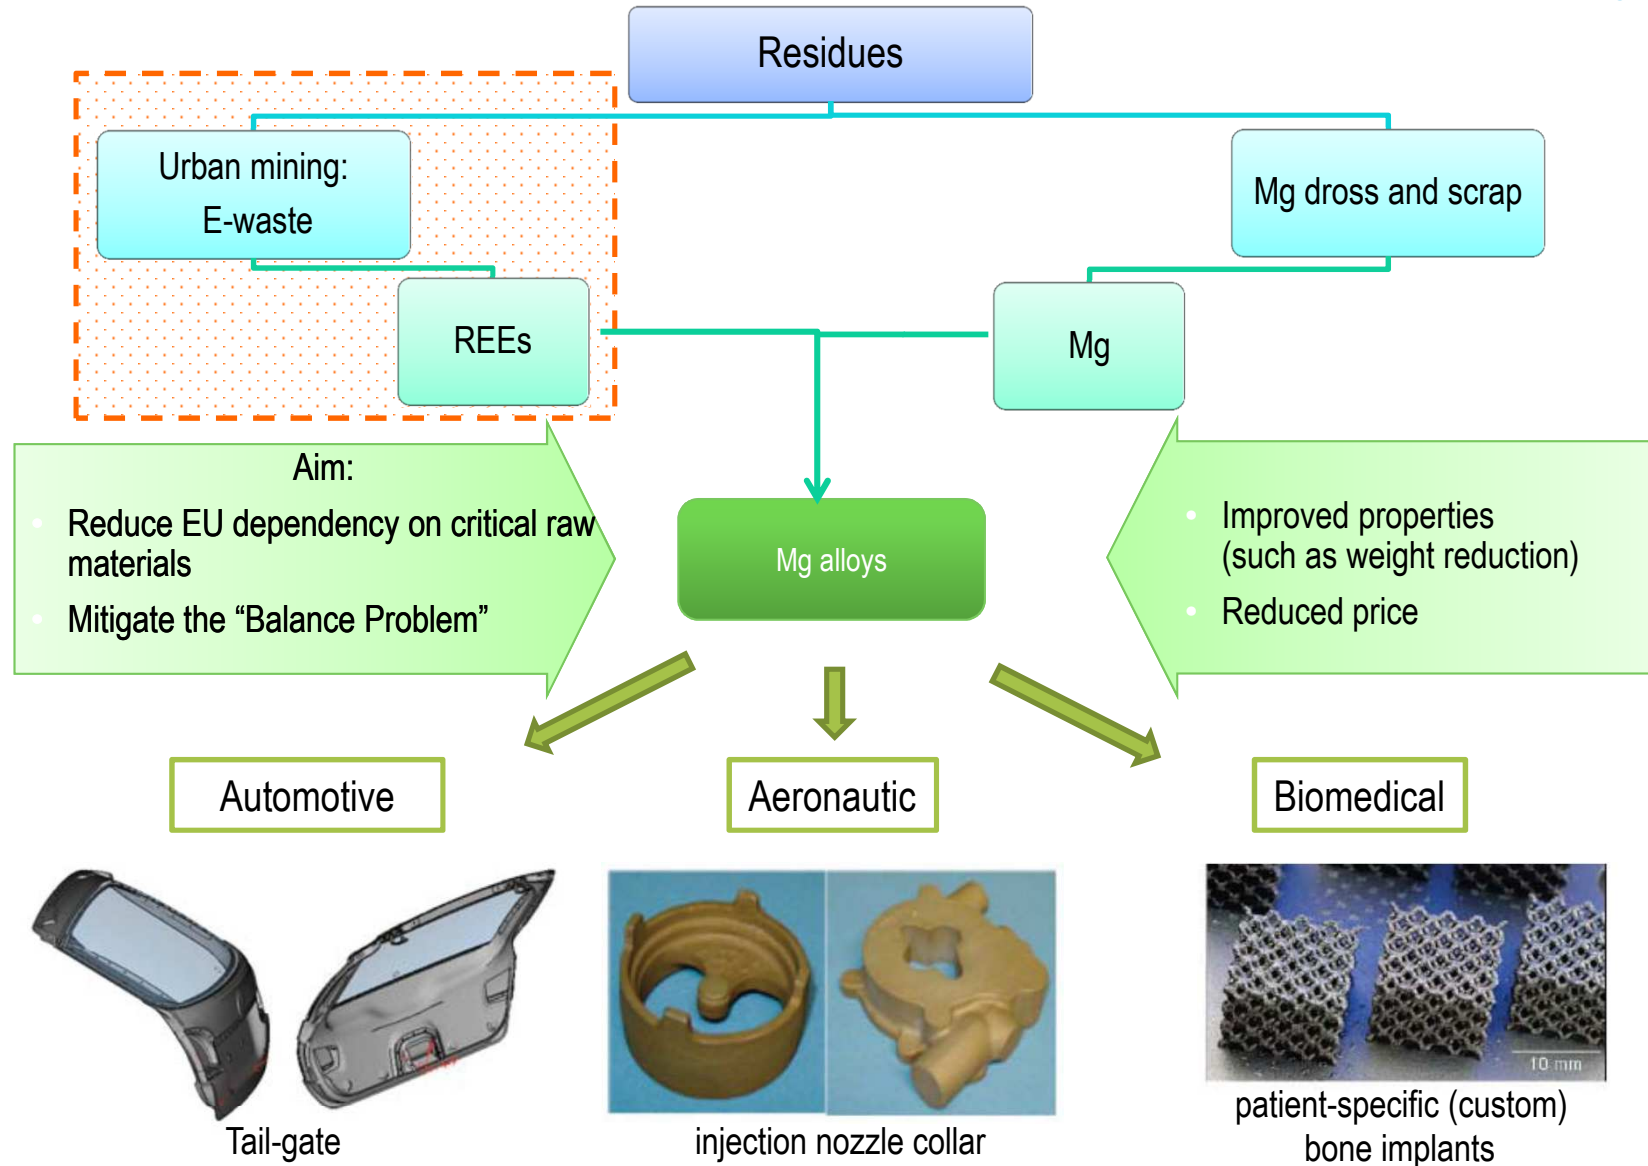 Residues
Urban mining:
E-waste
Mg dross and scrap
REEs
Mg
Aim:
• Reduce EU dependency on critical raw
materials
• Mitigate the “Balance Problem”
Mg alloys
• Improved properties
(such as weight reduction)
• Reduced price
Automotive
Aeronautic
Biomedical
10 mm
Tail-gate
injection nozzle collar
patient-specific (custom)
bone implants